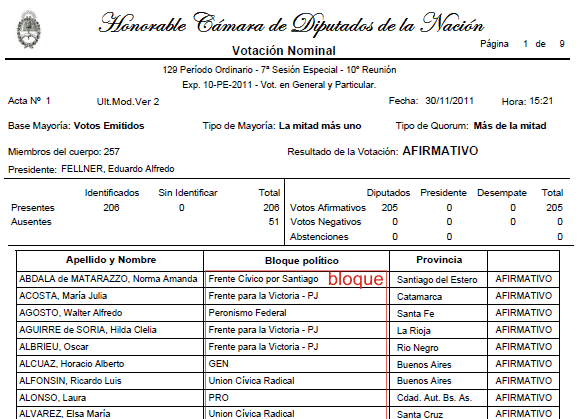 Honorable Cámara de Diputados de la Nación
Votación Nominal
Página 1 de 9
129 Período Ordinario - 7ª Sesión Especial - 10º Reunión
Exp. 10-PE-2011 - Vot. en General y Particular.
Acta Nº 1 Ult.Mod.Ver 2 Fecha: 30/11/2011 Hora: 15:21
Base Mayoría: Votos Emitidos Tipo de Mayoría: La mitad más uno Tipo de Quorum: Más de la mitad
Miembros del cuerpo: 257 Resultado de la Votación: AFIRMATIVO
Presidente: FELLNER, Eduardo Alfredo
Identificados Sin Identificar Total Diputados Presidente Desempate Total
Presentes 206 0 206 Votos Afirmativos 205 0 0 205
Ausentes 51 Votos Negativos 0 0 0 0
Abstenciones 0 0 0
Apellido y Nombre Bloque político Provincia
ABDALA de MATARAZZO, Norma Amanda Frente Cívico por Santiago bloque Santiago del Estero AFIRMATIVO
ACOSTA, María Julia Frente para la Victoria - PJ Catamarca AFIRMATIVO
AGOSTO, Walter Alfredo Peronismo Federal Santa Fe AFIRMATIVO
AGUIRRE de SORIA, Hilda Clelia Frente para la Victoria - PJ La Rioja AFIRMATIVO
ALBRIEU, Oscar Frente para la Victoria - PJ Rio Negro AFIRMATIVO
ALCUAZ, Horacio Alberto GEN Buenos Aires AFIRMATIVO
ALFONSIN, Ricardo Luis Union Cívica Radical Buenos Aires AFIRMATIVO
ALONSO, Laura PRO Cdad. Aut. Bs. As. AFIRMATIVO
ALVAREZ, Elsa María Union Cívica Radical Santa Cruz AFIRMATIVO